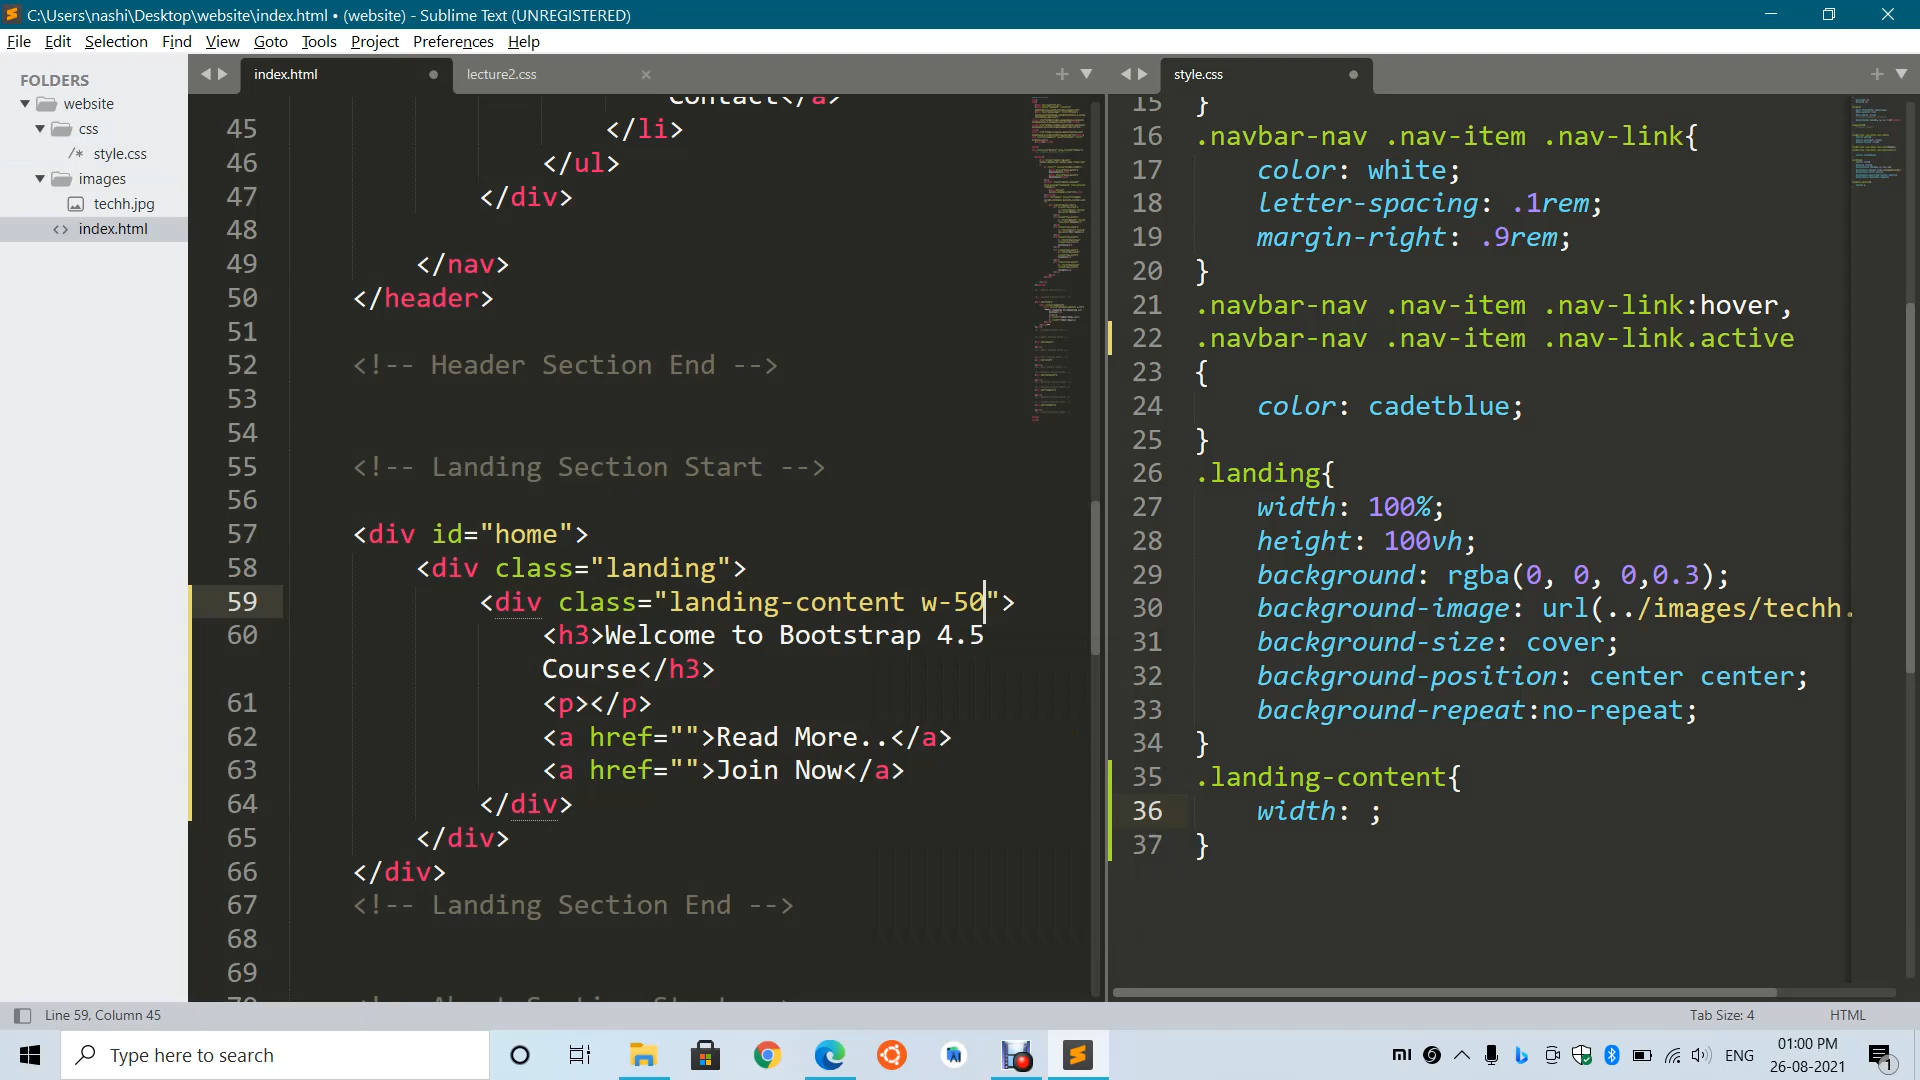 C:\Users\nashi\Desktop\website\index.html • (website) - Sublime Text (UNREGISTERED)
File Edit Selection Find View Goto Tools Project Preferences Help
FOLDERS
website
css
/* style.css
images
techh.jpg
<> index.html
index.html
lecture2.css
Contact</a>
45 </li>
46 </ul>
47 </div>
48
49 </nav>
50 </header>
51
52 <!-- Header Section End -->
53
54
55 <!-- Landing Section Start -->
56
57 <div id="home">
58 <div class="landing">
59 <div class="landing-content w-50">
60 <h3>Welcome to Bootstrap 4.5
Course</h3>
61 <p></p>
62 <a href="">Read More..</a>
63 <a href="">Join Now</a>
64 </div>
65 </div>
66 </div>
67 <!-- Landing Section End -->
68
69
style.css
15 }
16 .navbar-nav .nav-item .nav-link{
17 color: white;
18 letter-spacing: .1rem;
19 margin-right: .9rem;
20 }
21 .navbar-nav .nav-item .nav-link:hover,
22 .navbar-nav .nav-item .nav-link.active
23 {
24 color: cadetblue;
25 }
26 .landing{
27 width: 100%;
28 height: 100vh;
29 background: rgba(0, 0, 0,0.3);
30 background-image: url(../images/techh.
31 background-size: cover;
32 background-position: center center;
33 background-repeat:no-repeat;
34 }
35 .landing-content{
36 width: ;
37 }
Line 59, Column 45
Tab Size: 4
HTML
Type here to search
ENG
01:00 PM
26-08-2021
1